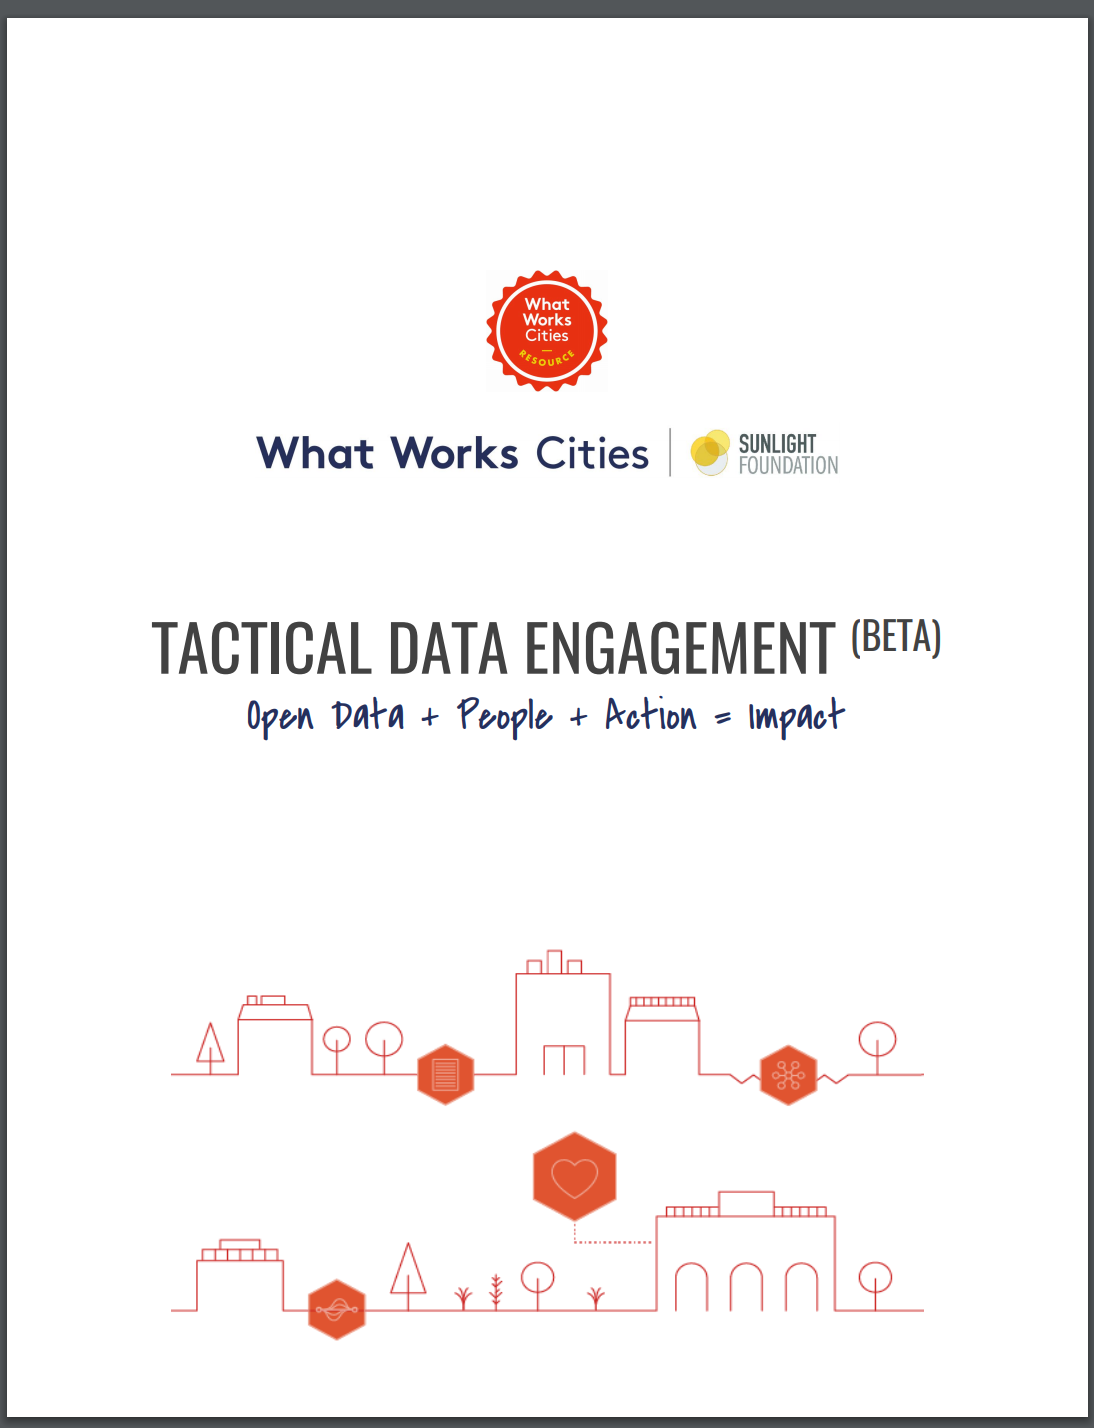 What
Works
Cities
RESOURCE
What Works Cities
SUNLIGHT
FOUNDATION
TACTICAL DATA ENGAGEMENT (BETA)
Open Data + People + Action = Impact